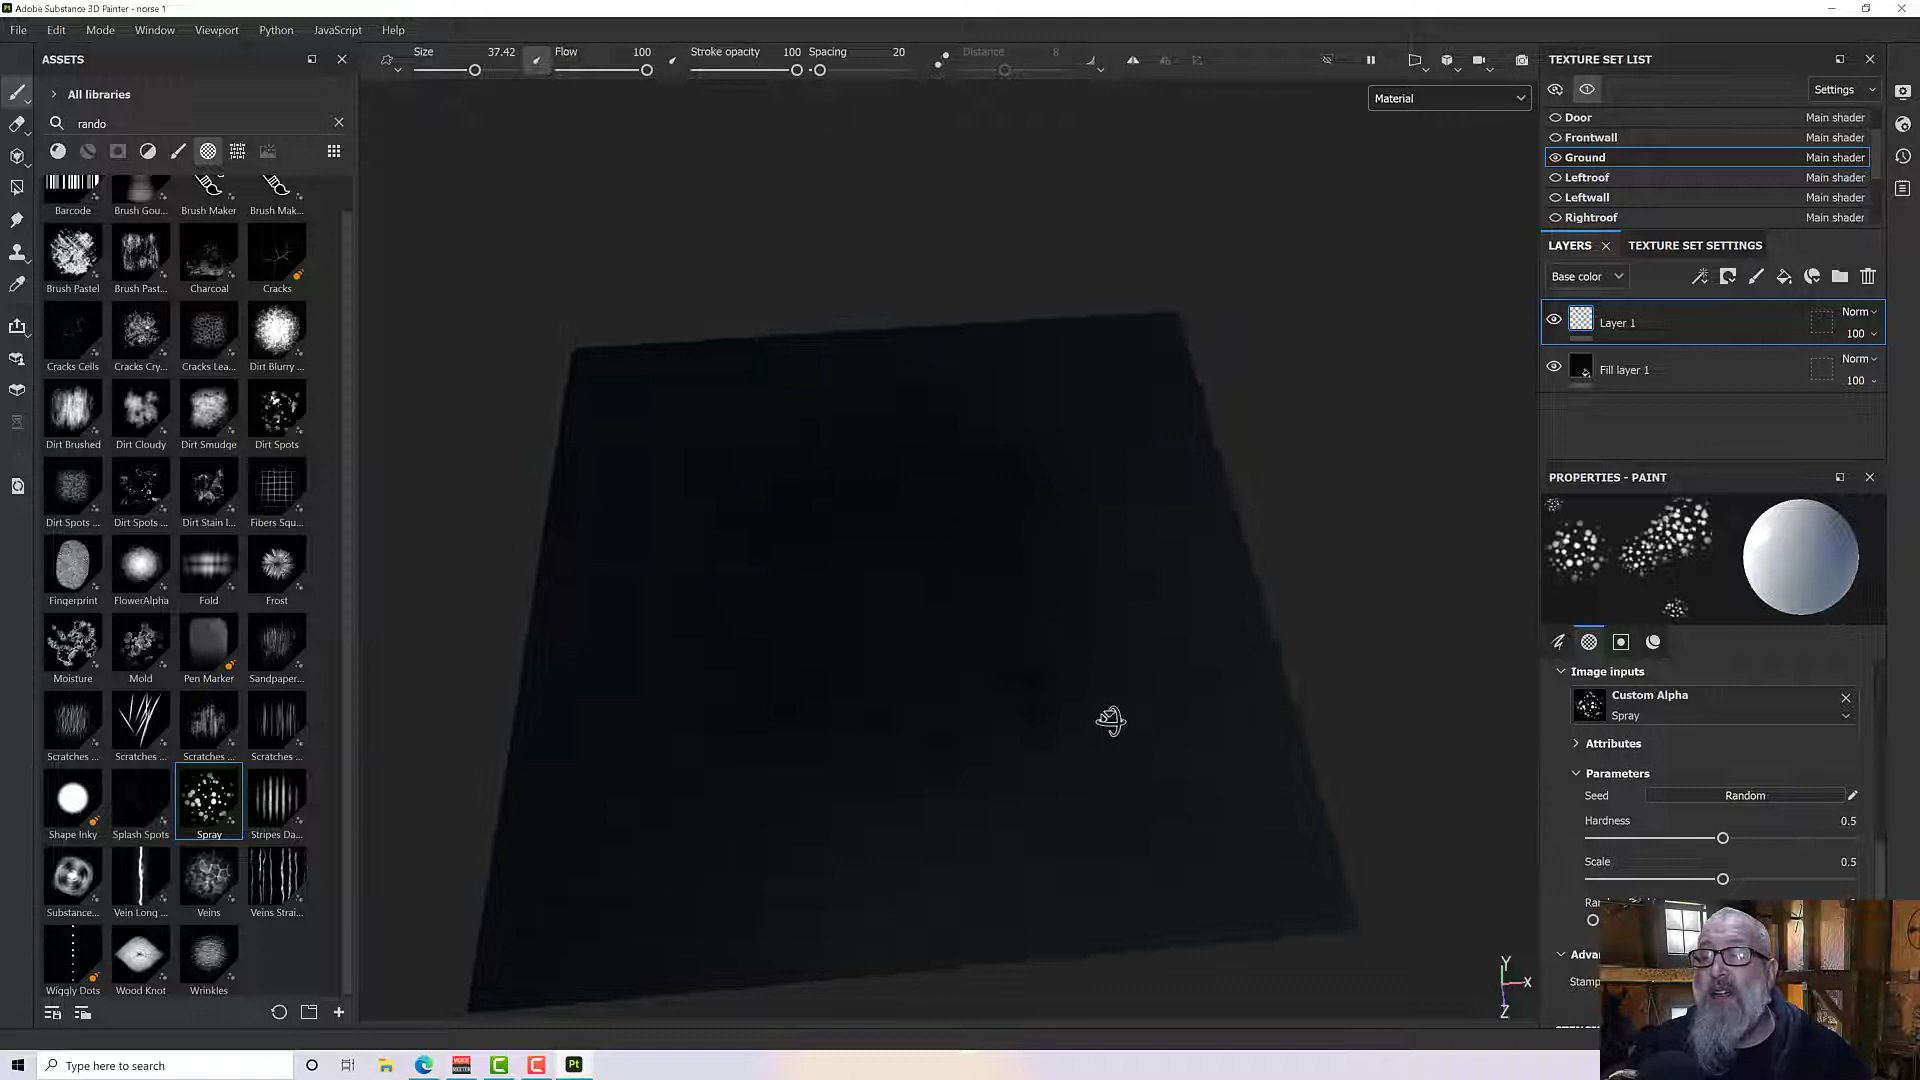 Pt Adobe Substance 3D Painter - norse 1
File Edit Mode Window Viewport Python JavaScript Help
ASSETS
All libraries
rando
Barcode Brush Gou... Brush Maker Brush Mak...
Brush Pastel Brush Past... Charcoal Cracks
Cracks Cells Cracks Cry... Cracks Lea... Dirt Blurry ...
Dirt Brushed Dirt Cloudy Dirt Smudge Dirt Spots
Dirt Spots ... Dirt Spots ... Dirt Stain I... Fibers Squ...
Fingerprint FlowerAlpha Fold Frost
Moisture Mold Pen Marker Sandpaper...
Scratches ... Scratches ... Scratches ... Scratches ...
Shape Inky Splash Spots Spray Stripes Da...
Substance... Vein Long ... Veins Veins Strai...
Wiggly Dots Wood Knot Wrinkles
Size 37.42 Flow 100 Stroke opacity 100 Spacing 20 Distance 8
Material
Y
X
Z
TEXTURE SET LIST
Settings
Door Main shader
Frontwall Main shader
Ground Main shader
Leftroof Main shader
Leftwall Main shader
Rightroof Main shader
LAYERS TEXTURE SET SETTINGS
Base color
Layer 1 Norm
100
Fill layer 1 Norm
100
PROPERTIES - PAINT
Image inputs
Custom Alpha
Spray
Attributes
Parameters
Seed Random
Hardness 0.5
Scale 0.5
Type here to search
Pt